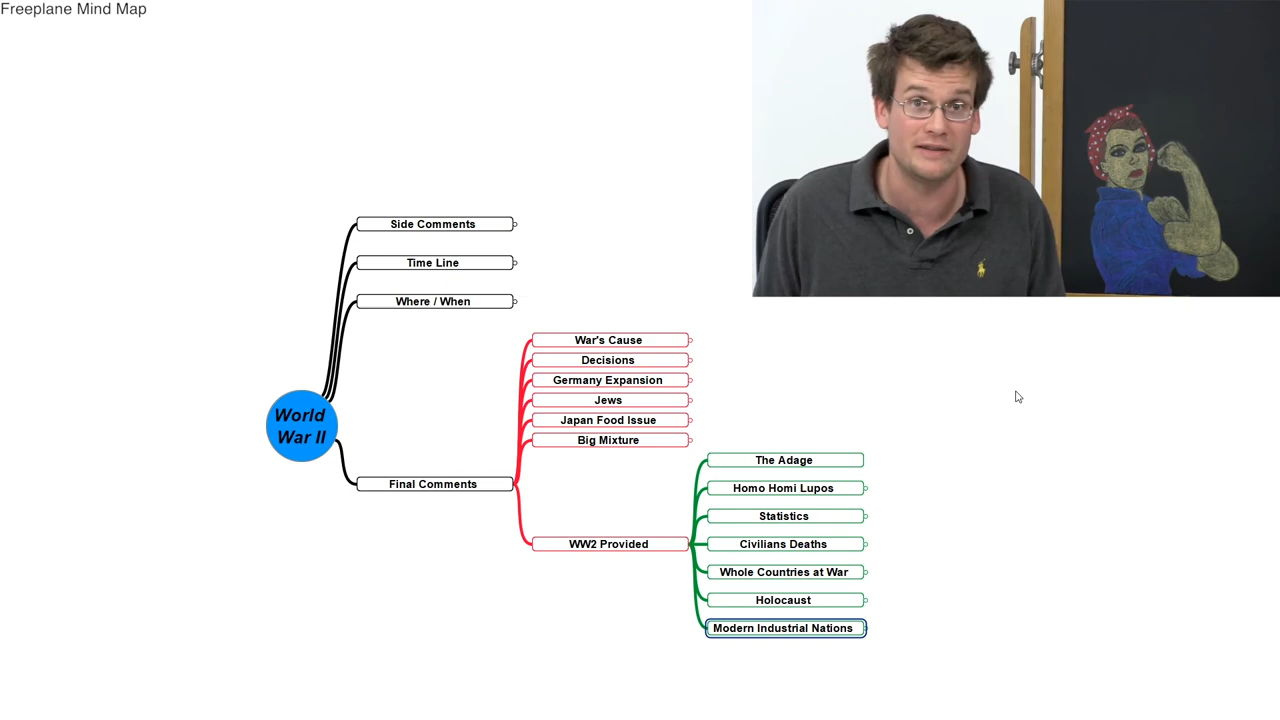 Freeplane Mind Map
Side Comments
Time Line
Where / When
World
War II
Final Comments
War's Cause
Decisions
Germany Expansion
Jews
Japan Food Issue
Big Mixture
WW2 Provided
The Adage
Homo Homi Lupos
Statistics
Civilians Deaths
Whole Countries at War
Holocaust
Modern Industrial Nations